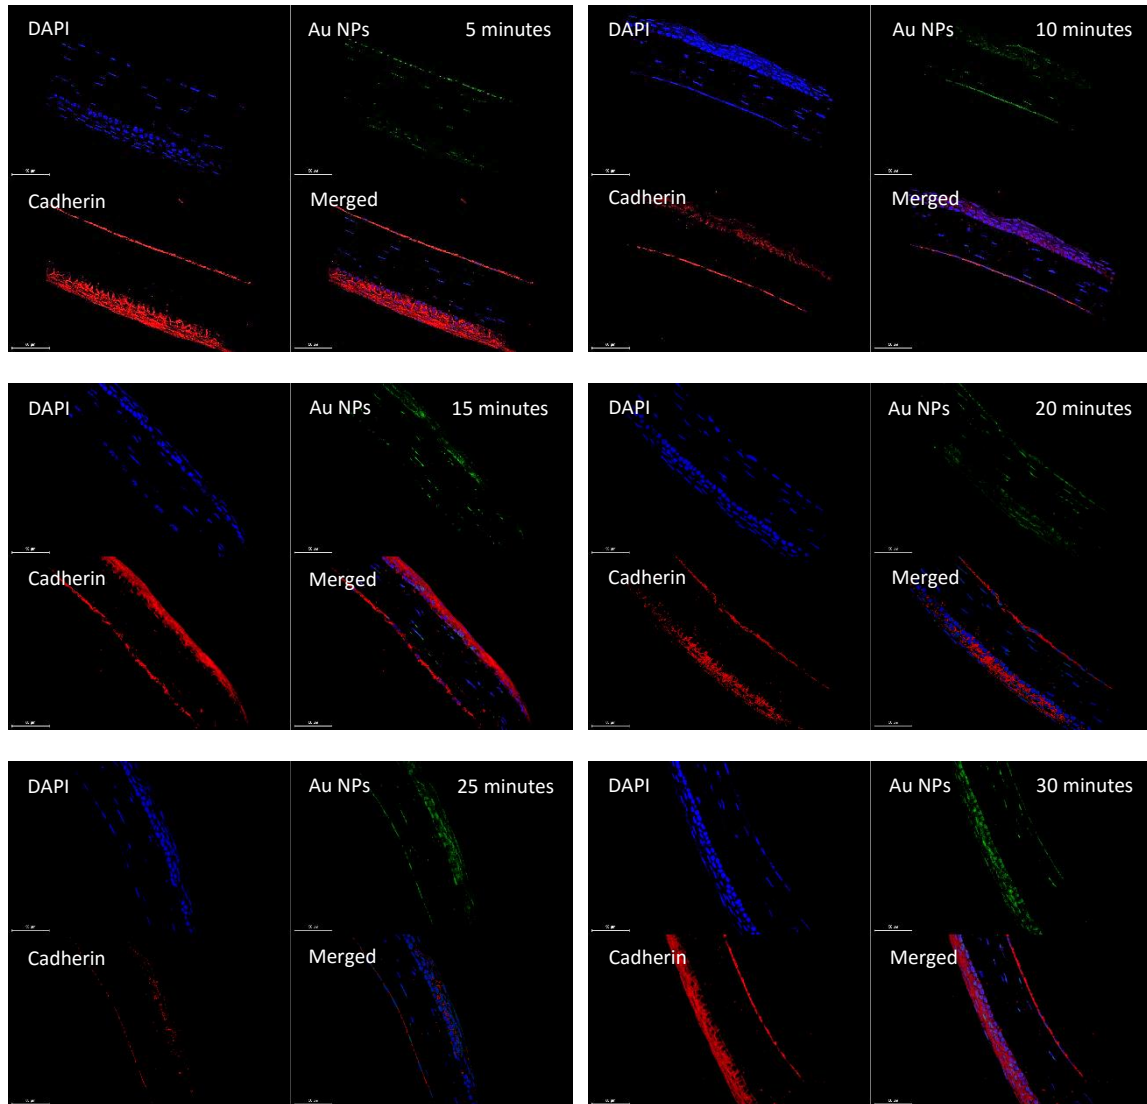 DAPI
Au NPs
5 minutes
Cadherin
Merged
DAPI
Au NPs
10 minutes
Cadherin
Merged
DAPI
Au NPs
15 minutes
Cadherin
Merged
DAPI
Au NPs
20 minutes
Cadherin
Merged
DAPI
Au NPs
25 minutes
Cadherin
Merged
DAPI
Au NPs
30 minutes
Cadherin
Merged